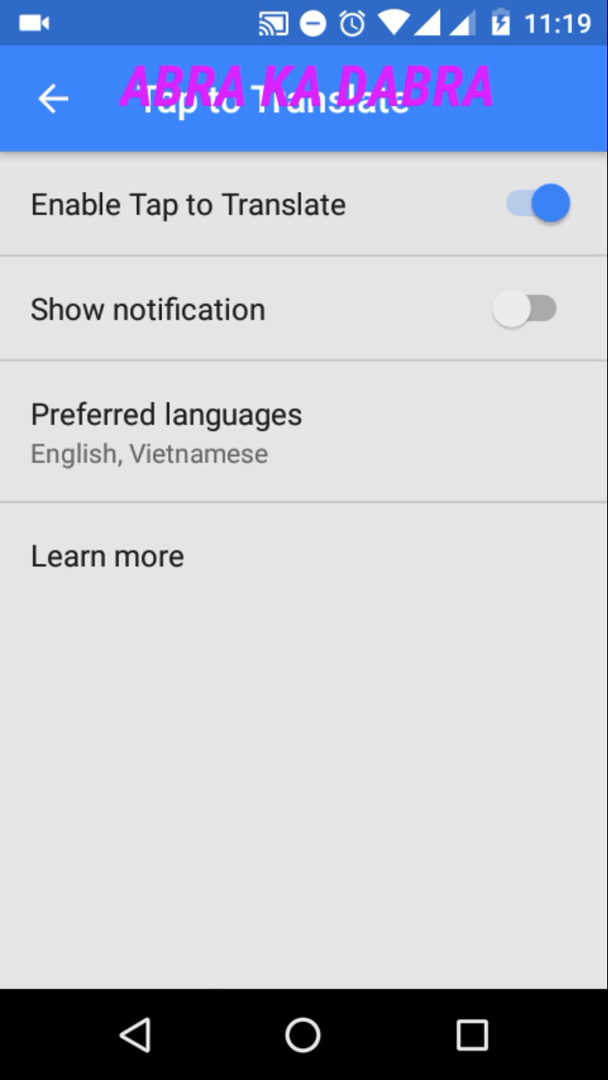 11:19
ABRA KA DABRA
Tap to Translate
Enable Tap to Translate
Show notification
Preferred languages
English, Vietnamese
Learn more